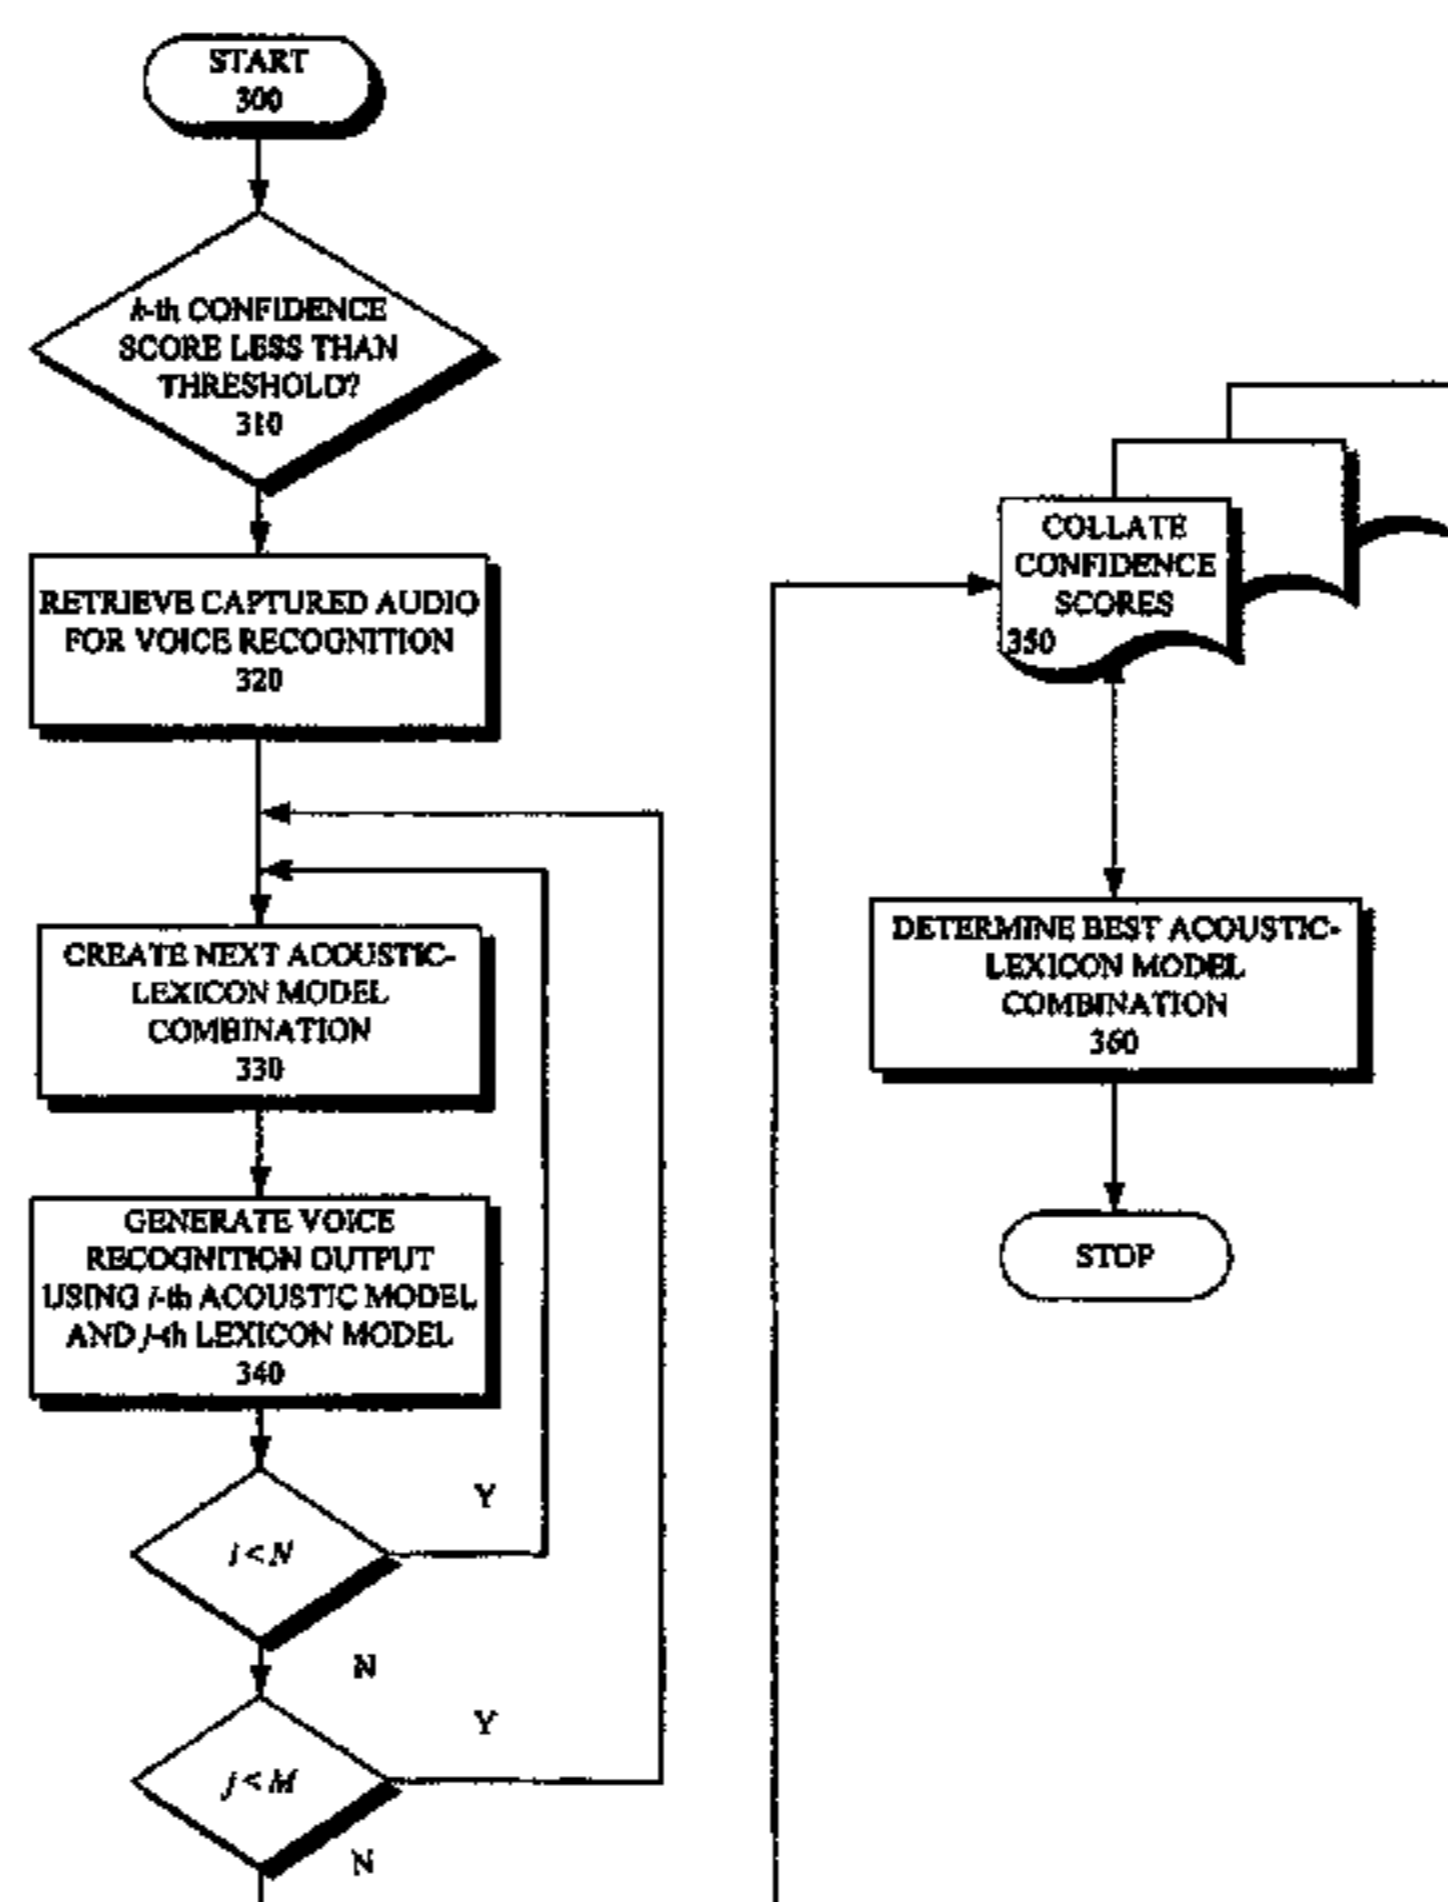 START
300
k-th CONFIDENCE
SCORE LESS THAN
THRESHOLD?
310
RETRIEVE CAPTURED AUDIO
FOR VOICE RECOGNITION
320
CREATE NEXT ACOUSTIC-
LEXICON MODEL
COMBINATION
330
GENERATE VOICE
RECOGNITION OUTPUT
USING i-th ACOUSTIC MODEL
AND j-th LEXICON MODEL
340
i < N
Y
N
j < M
Y
N
COLLATE
CONFIDENCE
SCORES
350
DETERMINE BEST ACOUSTIC-
LEXICON MODEL
COMBINATION
360
STOP